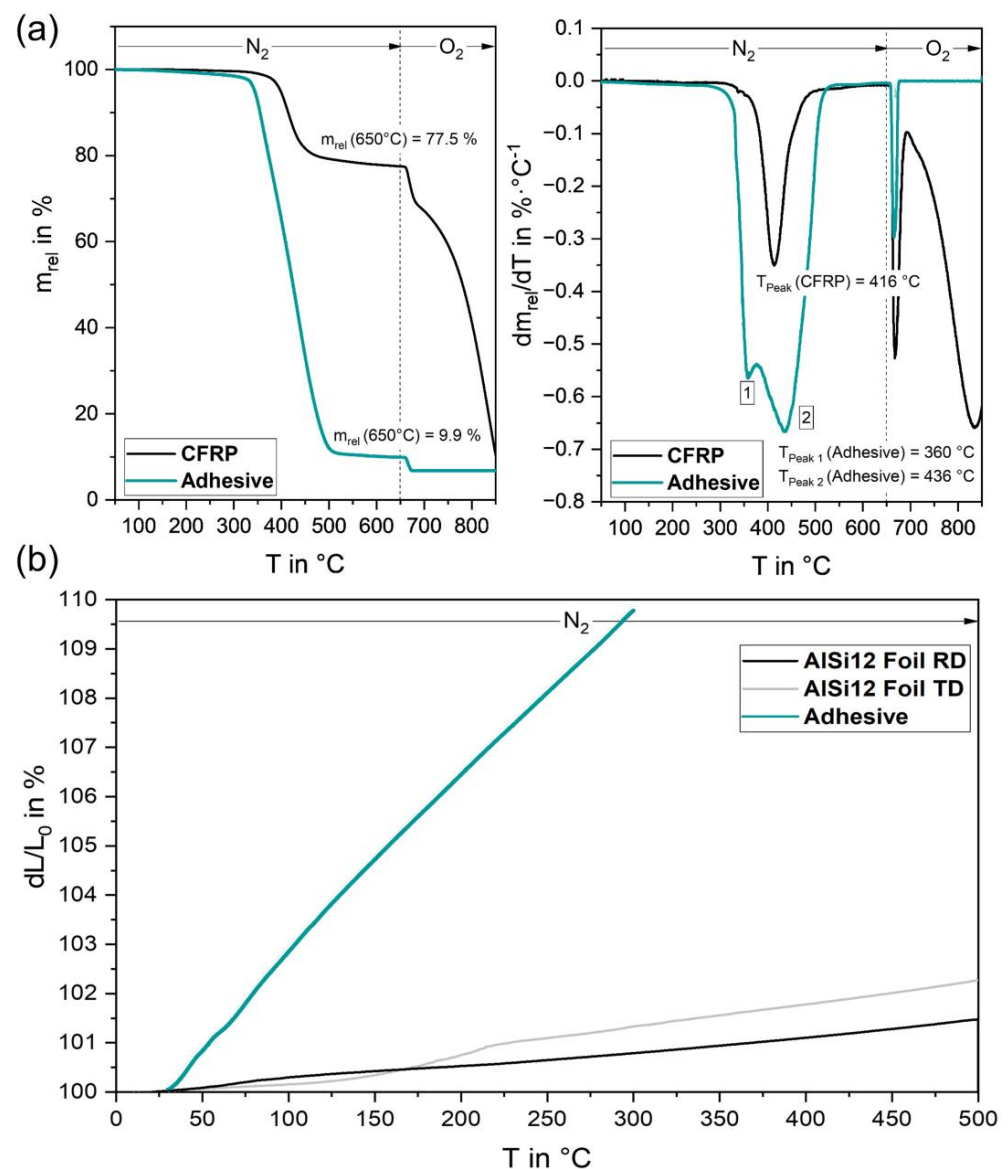 (a)
N2
O2
100
80
60
40
20
0
mrel in %
mrel (650°C) = 77.5 %
mrel (650°C) = 9.9 %
CFRP
Adhesive
100 200 300 400 500 600 700 800
T in °C
N2
O2
0.1
0.0
−0.1
−0.2
−0.3
−0.4
−0.5
−0.6
−0.7
−0.8
dmrel/dT in %·°C-1
TPeak (CFRP) = 416 °C
1
2
CFRP
Adhesive
TPeak 1 (Adhesive) = 360 °C
TPeak 2 (Adhesive) = 436 °C
100 200 300 400 500 600 700 800
T in °C
(b)
N2
110
109
108
107
106
105
104
103
102
101
100
dL/L0 in %
AlSi12 Foil RD
AlSi12 Foil TD
Adhesive
0 50 100 150 200 250 300 350 400 450 500
T in °C